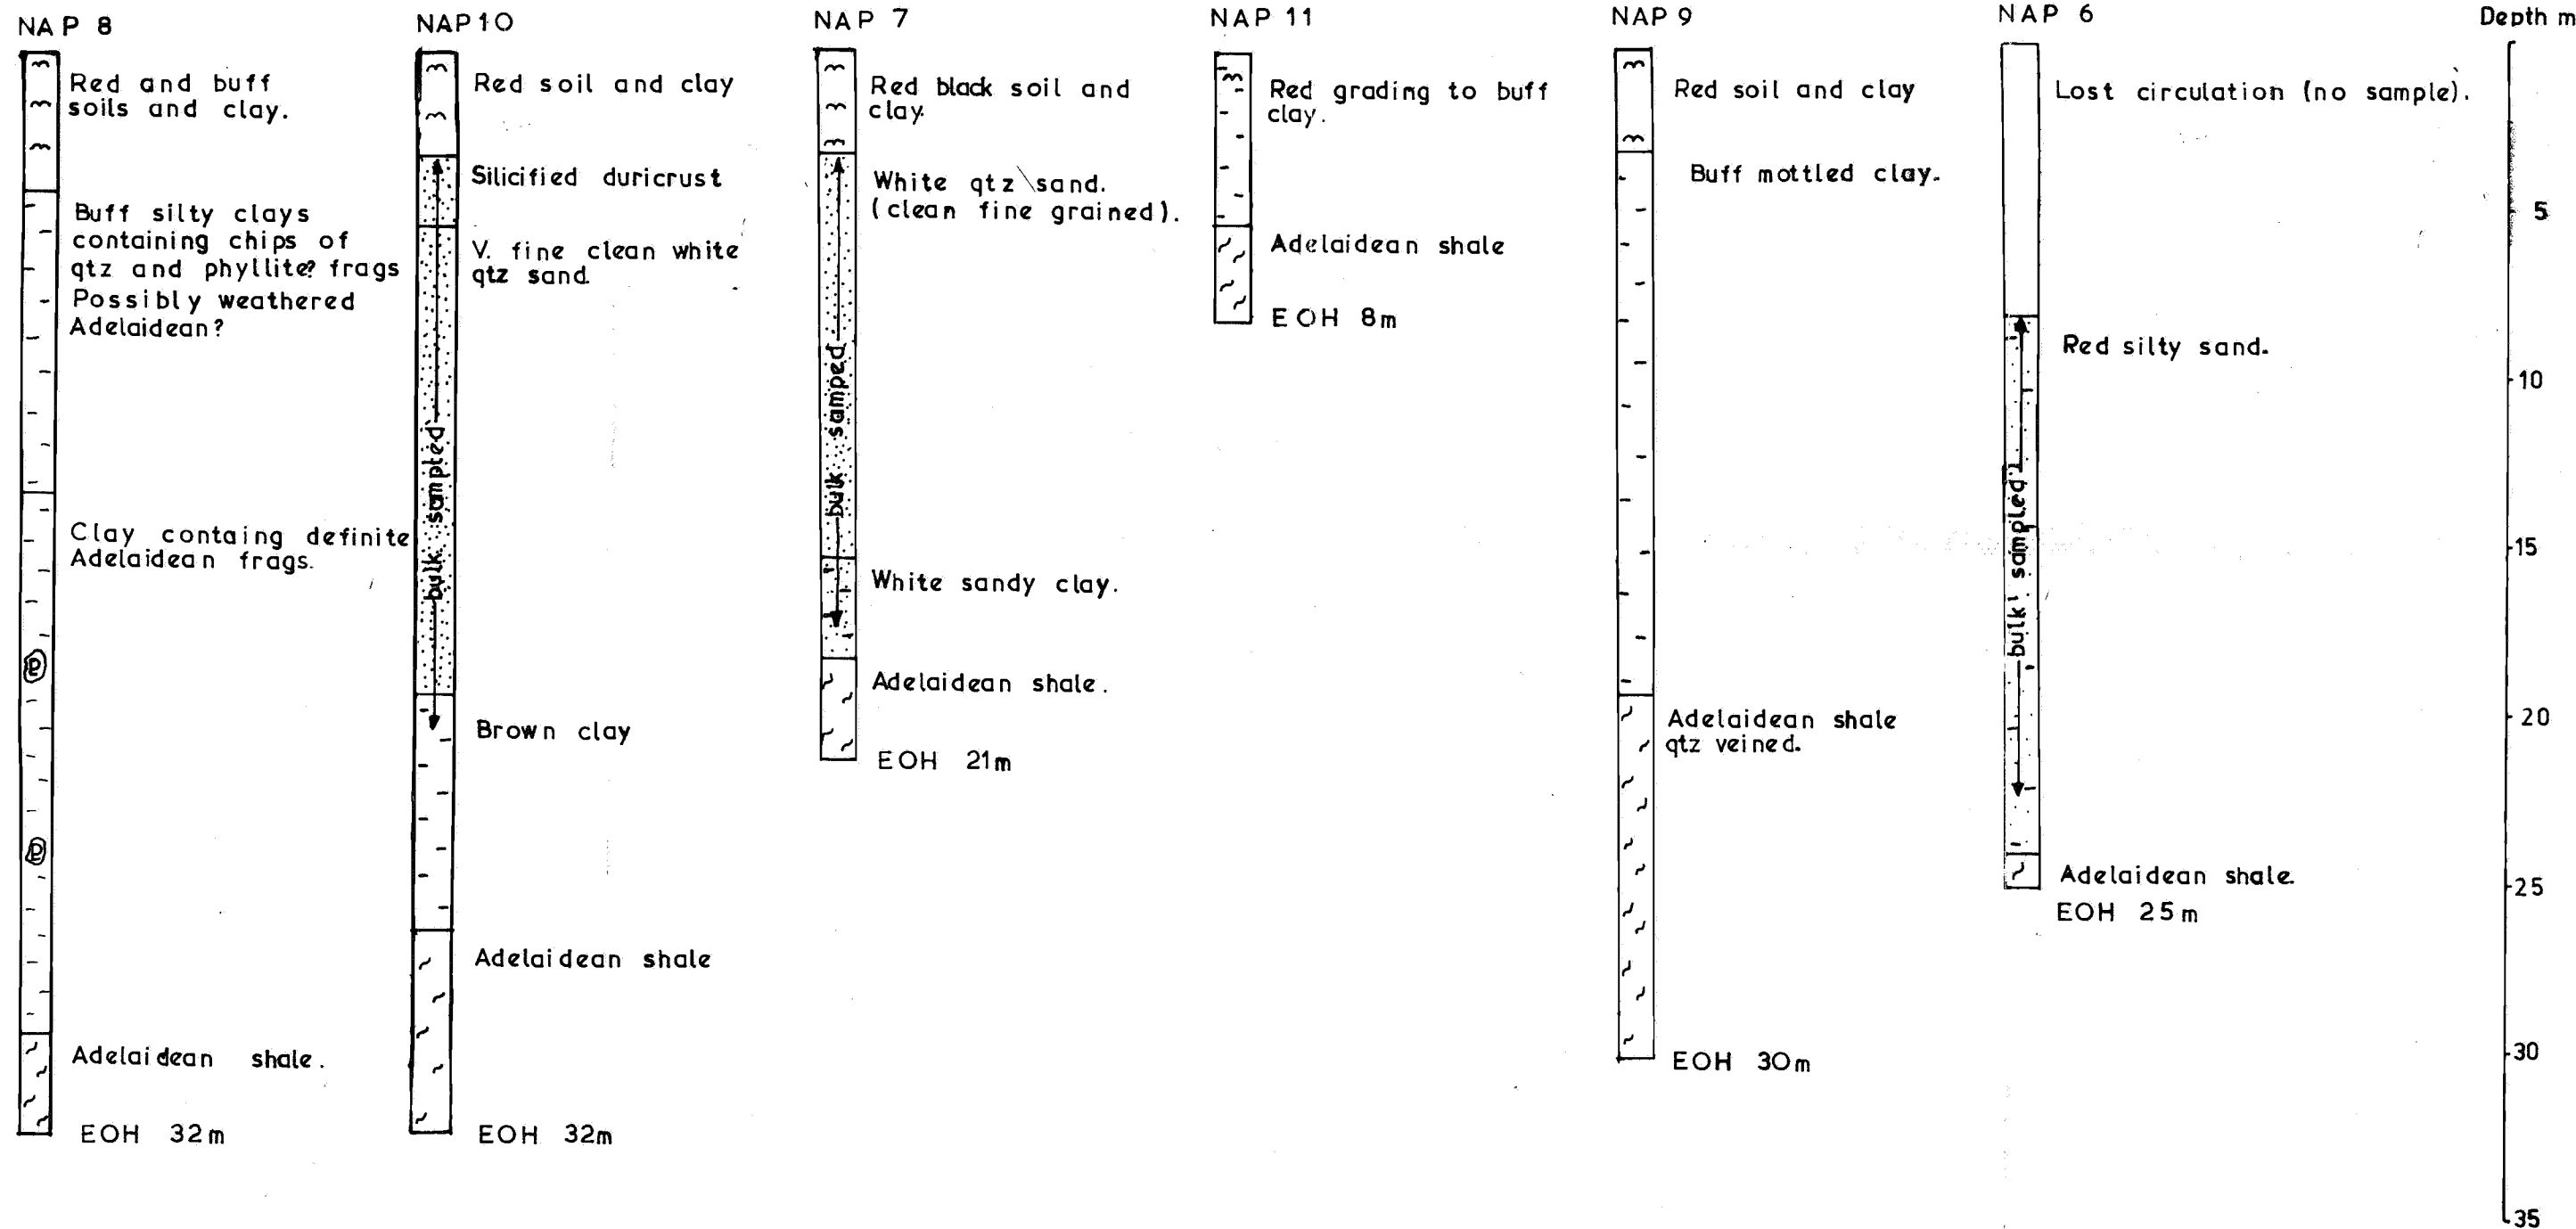 NAP 8
Red and buff
soils and clay.
Buff silty clays
containing chips of
qtz and phyllite? frags
Possibly weathered
Adelaidean?
Clay containg definite
Adelaidean frags.
P
P
Adelaidean shale.
EOH 32m
NAP10
Red soil and clay
Silicified duricrust
V. fine clean white
qtz sand.
bulk sampled
Brown clay
Adelaidean shale
EOH 32m
NAP 7
Red black soil and
clay.
White qtz sand.
(clean fine grained).
bulk samped
White sandy clay.
Adelaidean shale.
EOH 21m
NAP 11
Red grading to buff
clay.
Adelaidean shale
EOH 8m
NAP 9
Red soil and clay
Buff mottled clay.
Adelaidean shale
qtz veined.
EOH 30m
NAP 6
Lost circulation (no sample).
Red silty sand.
bulk sampled
Adelaidean shale.
EOH 25m
Depth m
5
10
15
20
25
30
35